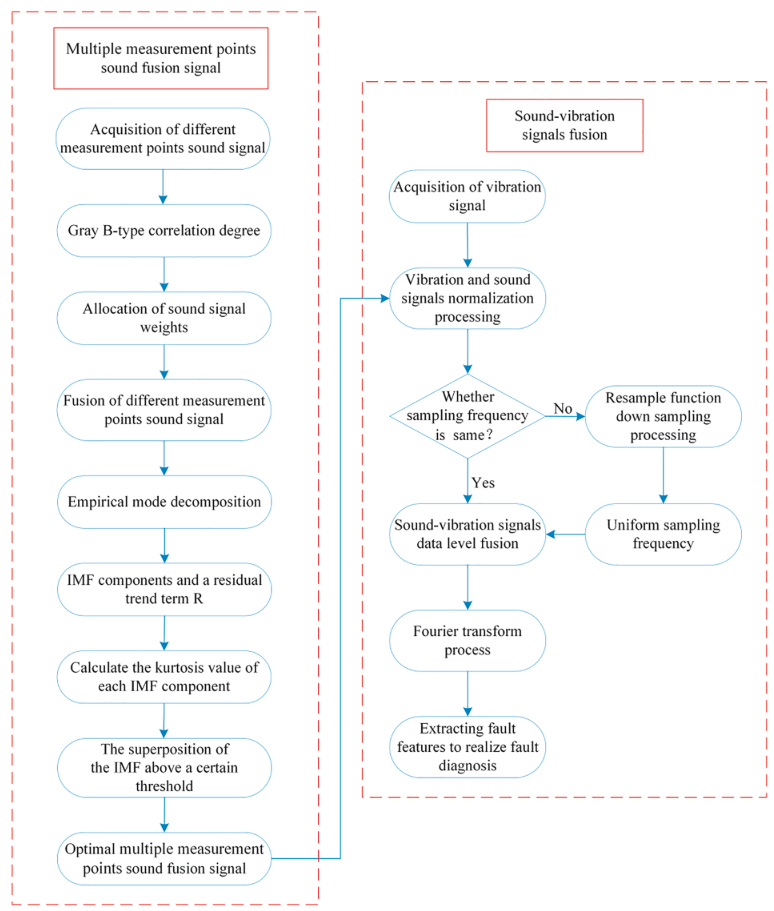 Multiple measurement points
sound fusion signal
Acquisition of different
measurement points sound signal
Gray B-type correlation degree
Allocation of sound signal
weights
Fusion of different measurement
points sound signal
Empirical mode decomposition
IMF components and a residual
trend term R
Calculate the kurtosis value of
each IMF component
The superposition of
the IMF above a certain
threshold
Optimal multiple measurement
points sound fusion signal
Sound-vibration
signals fusion
Acquisition of vibration
signal
Vibration and sound
signals normalization
processing
Whether
sampling frequency
is same?
No
Resample function
down sampling
processing
Yes
Uniform sampling
frequency
Sound-vibration signals
data level fusion
Fourier transform
process
Extracting fault
features to realize fault
diagnosis